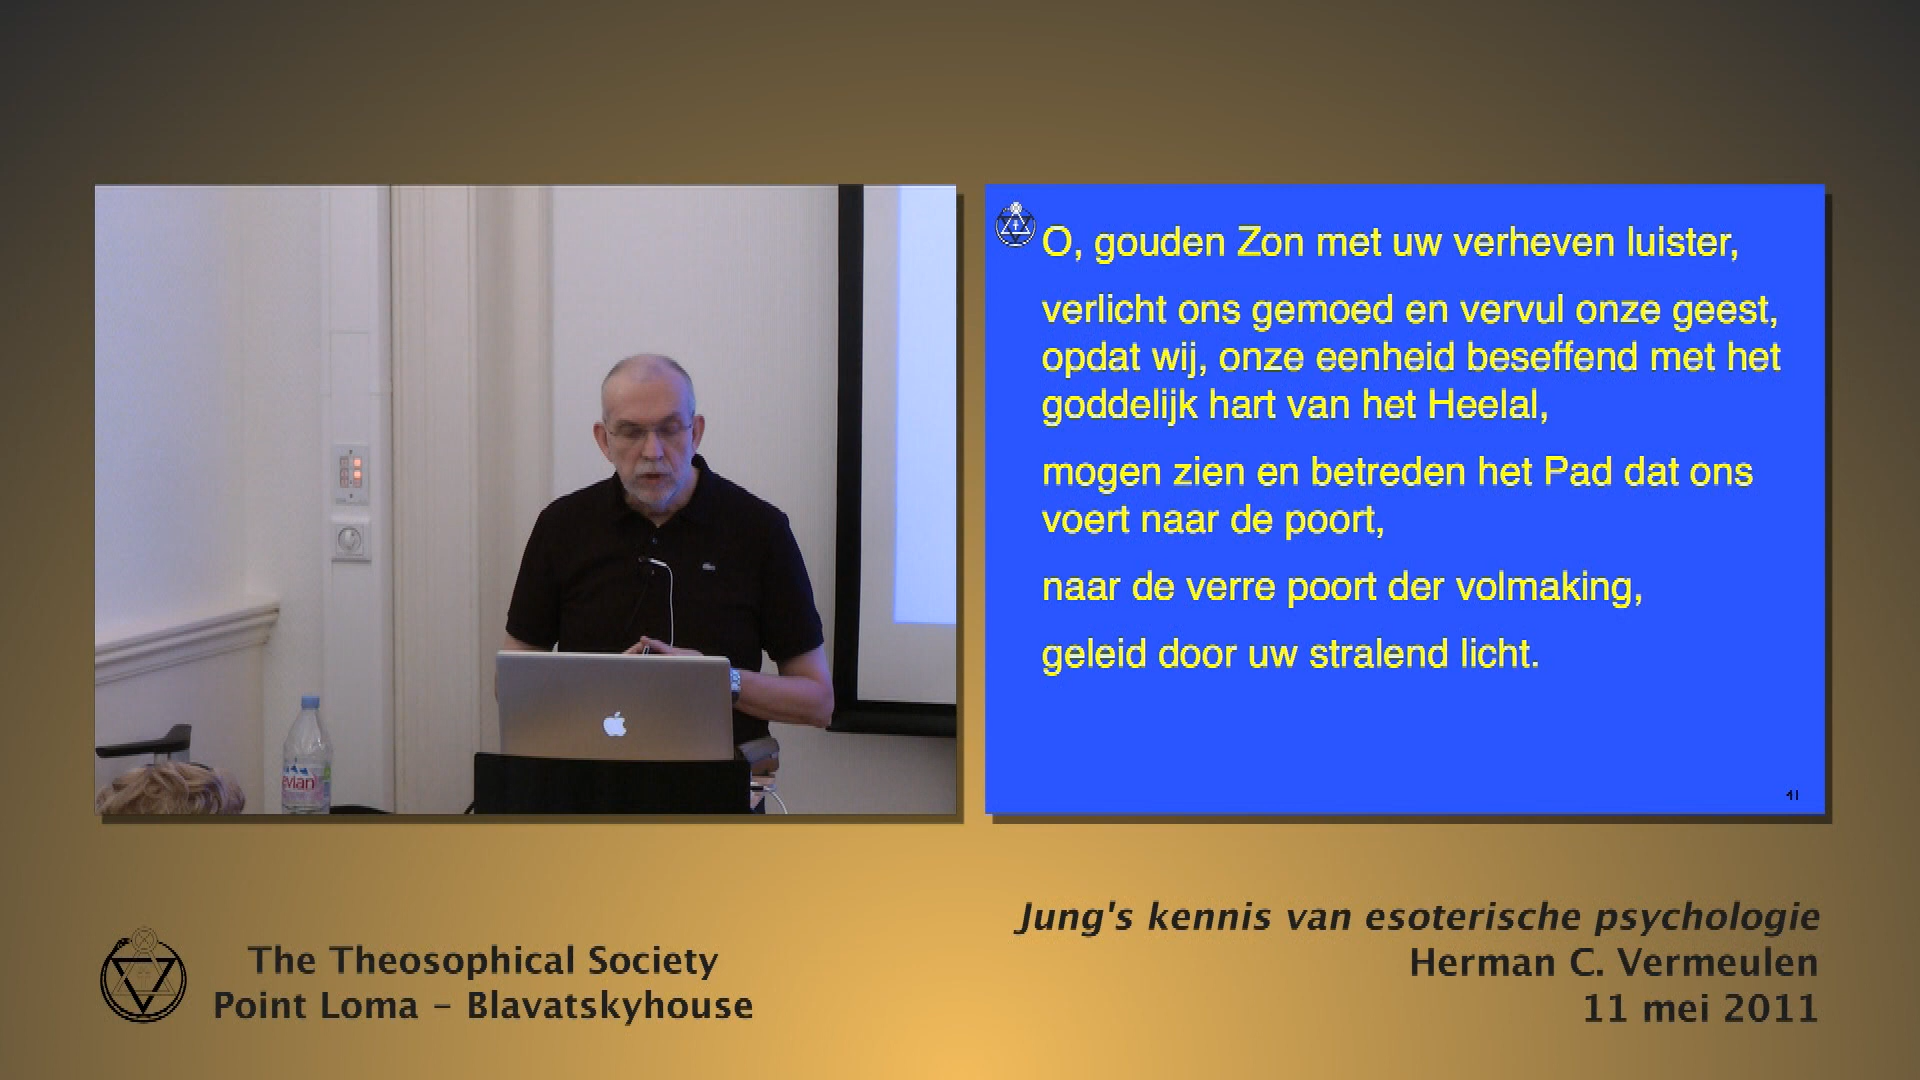 O, gouden Zon met uw verheven luister,
verlicht ons gemoed en vervul onze geest,
opdat wij, onze eenheid beseffend met het
goddelijk hart van het Heelal,
mogen zien en betreden het Pad dat ons
voert naar de poort,
naar de verre poort der volmaking,
geleid door uw stralend licht.
41
evian
Jung's kennis van esoterische psychologie
Herman C. Vermeulen
11 mei 2011
The Theosophical Society
Point Loma – Blavatskyhouse